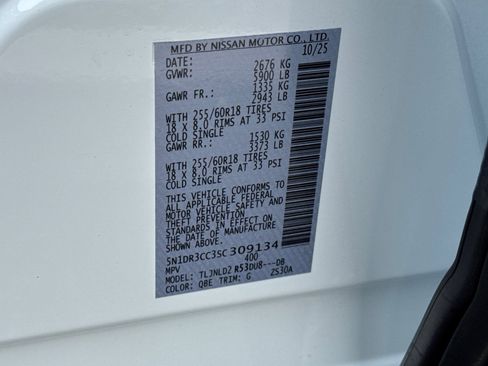 MFD BY NISSAN MOTOR CO., LTD.
DATE: 10/25
GVWR: 2676 KG
5900 LB
GAWR FR.: 1335 KG
2943 LB
WITH 255/60R18 TIRES
18 X 8.0 RIMS AT 33 PSI
COLD SINGLE
GAWR RR.: 1530 KG
3373 LB
WITH 255/60R18 TIRES
18 X 8.0 RIMS AT 33 PSI
COLD SINGLE
THIS VEHICLE CONFORMS TO
ALL APPLICABLE FEDERAL
MOTOR VEHICLE SAFETY AND
THEFT PREVENTION
STANDARDS IN EFFECT ON
THE DATE OF MANUFACTURE
SHOWN ABOVE
5N1DR3CC3SC309134
MPV 400
MODEL: TLJNLDZ R53DU8---DB
COLOR: QBE TRIM: G ZS30A